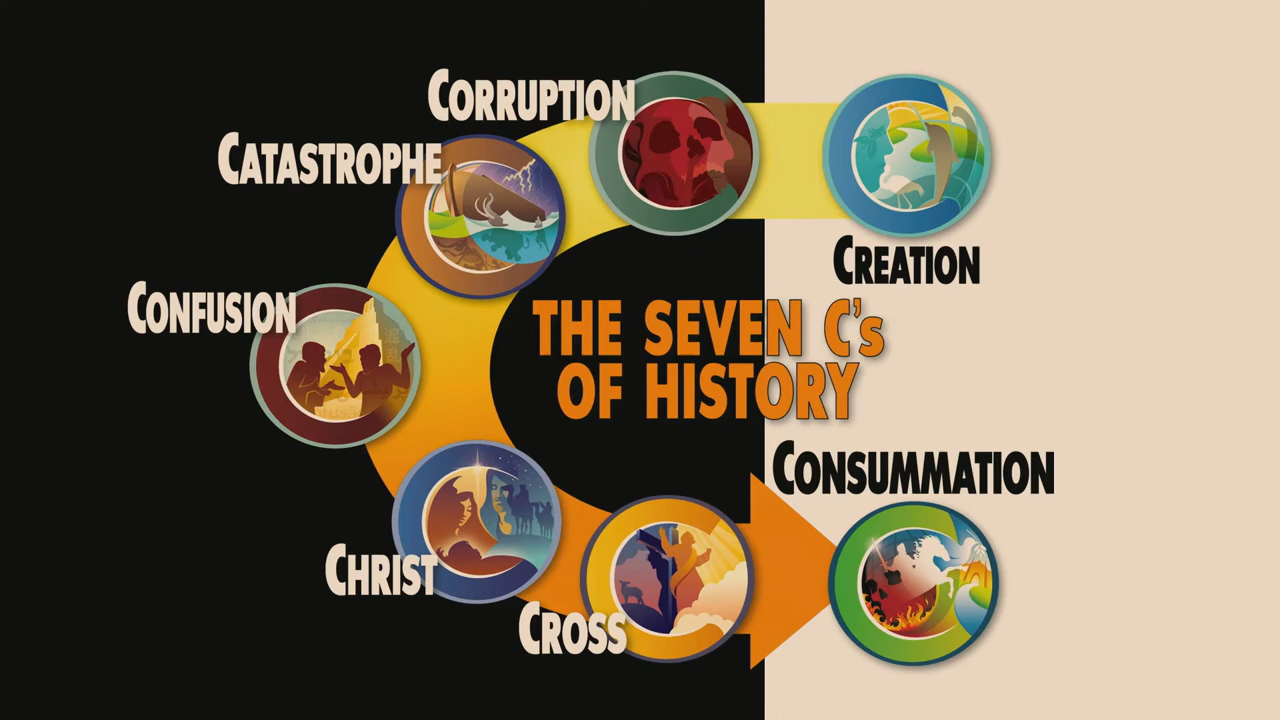 CORRUPTION
CATASTROPHE
CREATION
CONFUSION
THE SEVEN C's
OF HISTORY
CONSUMMATION
CHRIST
CROSS